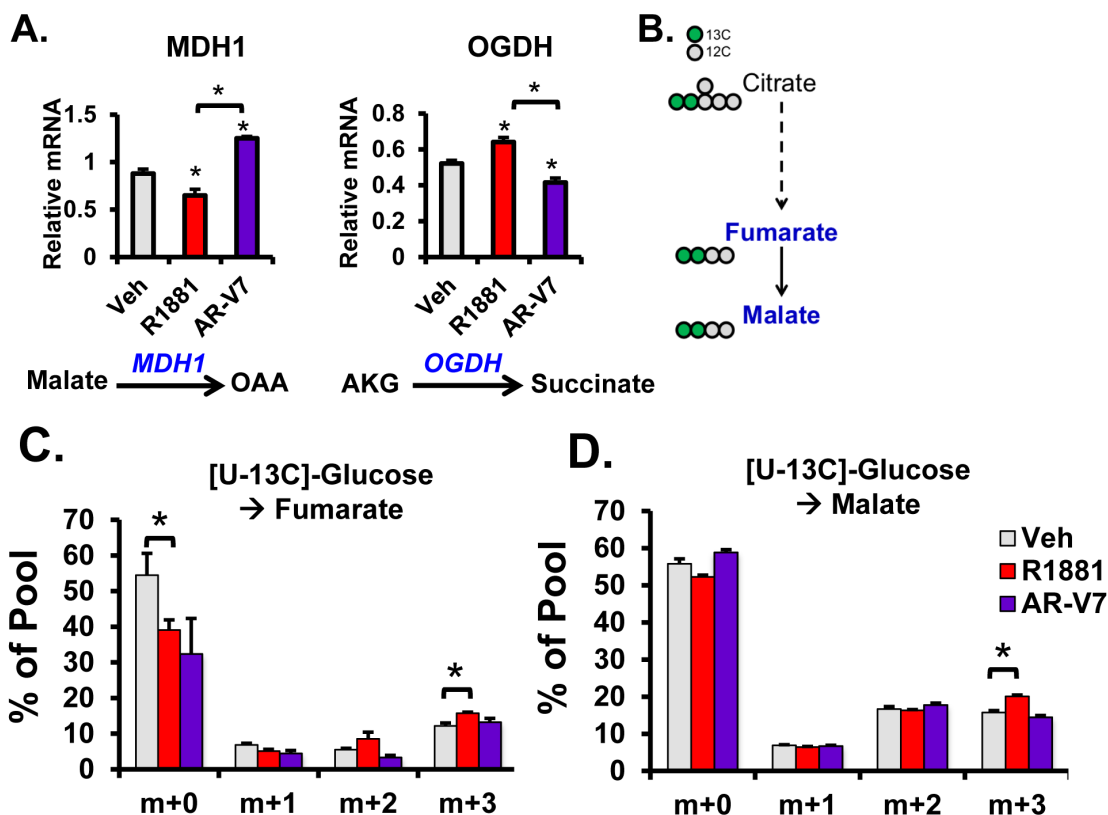 A.
MDH1
Relative mRNA
1.5
1
0.5
0
*
*
*
Veh
R1881
AR-V7
Malate
MDH1
OAA
OGDH
Relative mRNA
0.8
0.6
0.4
0.2
0
*
*
*
Veh
R1881
AR-V7
AKG
OGDH
Succinate
B.
13C
12C
Citrate
Fumarate
Malate
C.
[U-13C]-Glucose
→ Fumarate
% of Pool
70
60
50
40
30
20
10
0
*
*
m+0
m+1
m+2
m+3
D.
[U-13C]-Glucose
→ Malate
% of Pool
70
60
50
40
30
20
10
0
*
Veh
R1881
AR-V7
m+0
m+1
m+2
m+3